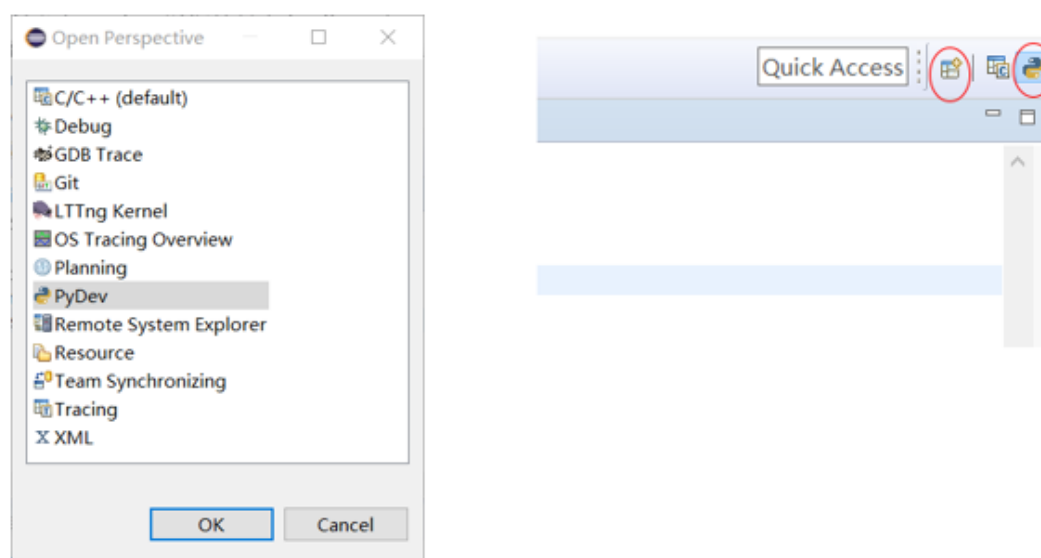 Open Perspective
C/C++ (default)
Debug
GDB Trace
Git
LTTng Kernel
OS Tracing Overview
Planning
PyDev
Remote System Explorer
Resource
Team Synchronizing
Tracing
XML
OK Cancel
Quick Access